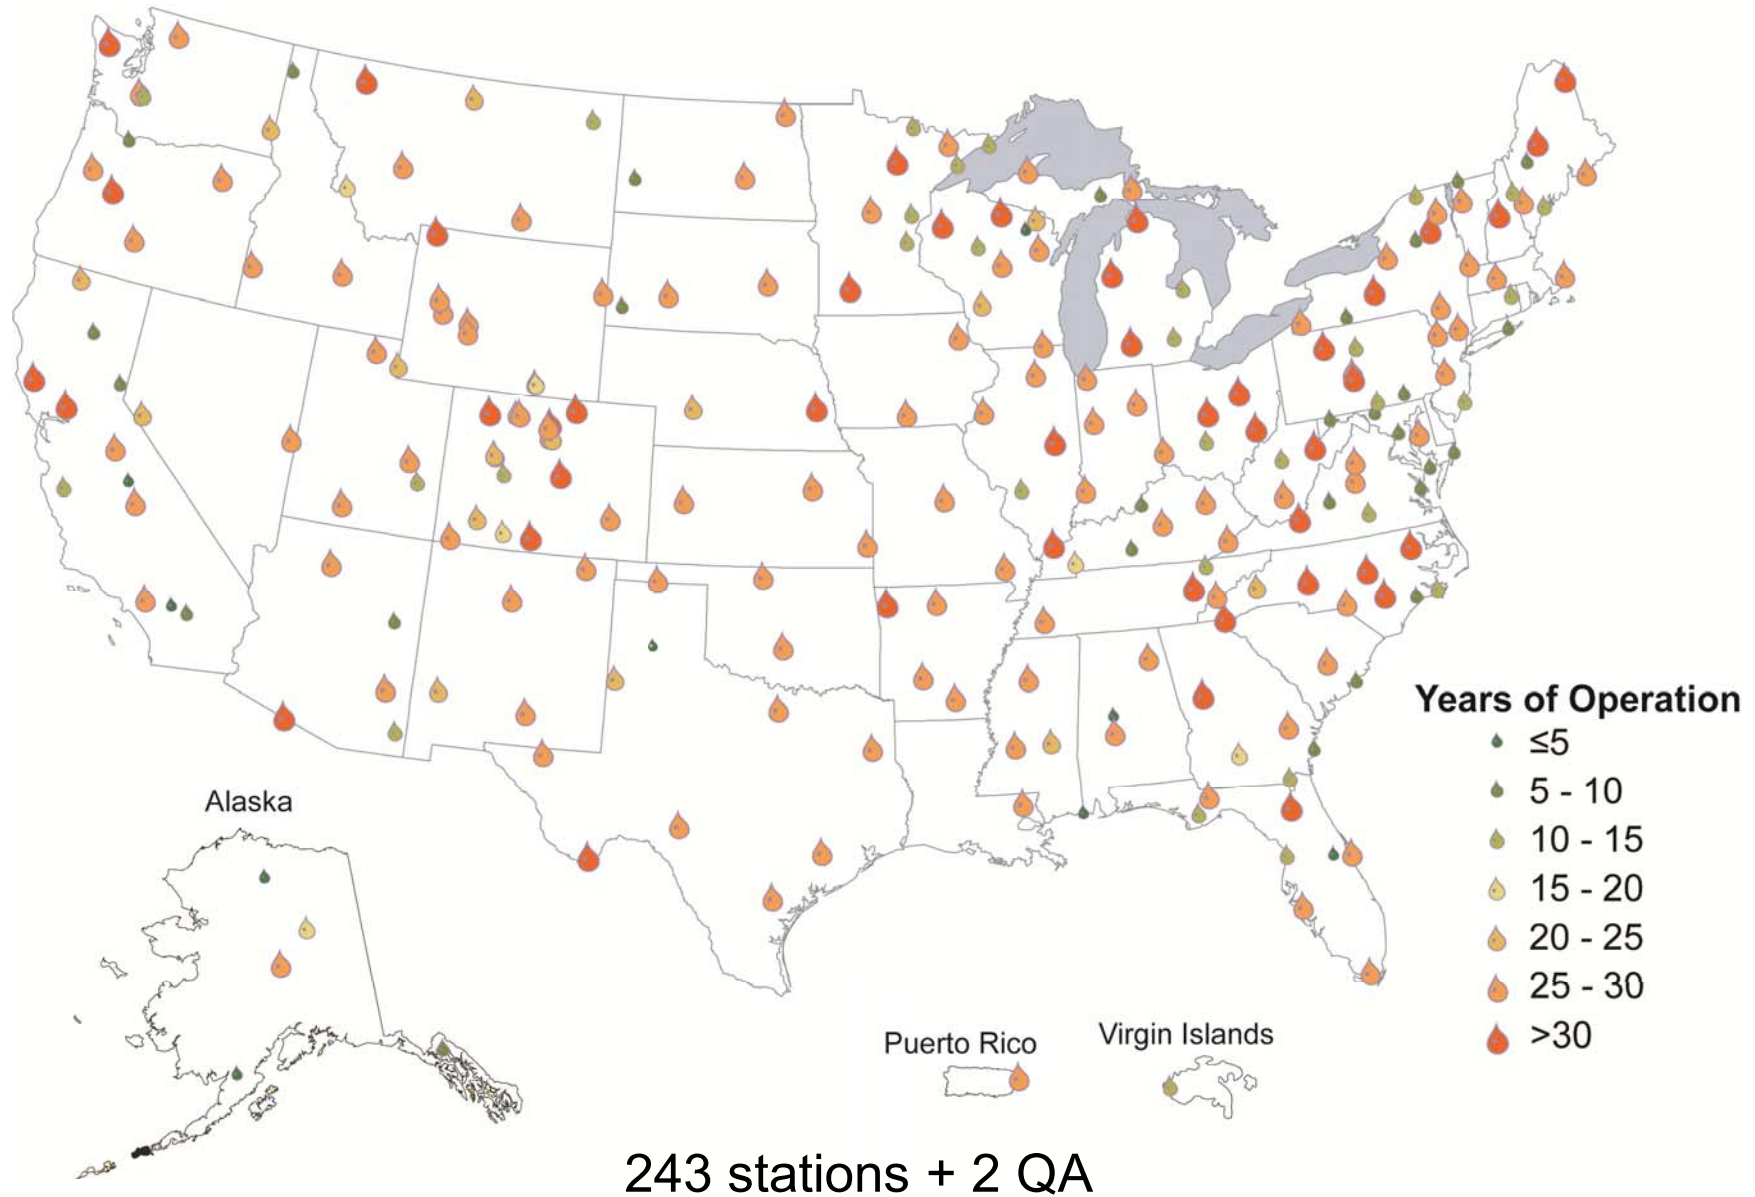 Years of Operation
≤5
5 - 10
10 - 15
15 - 20
20 - 25
25 - 30
>30
Alaska
Puerto Rico
Virgin Islands
243 stations + 2 QA